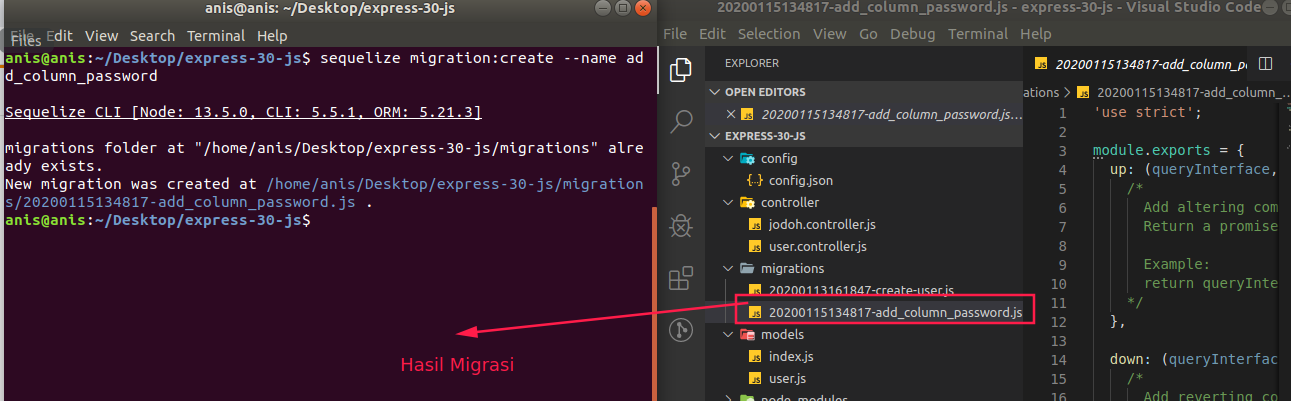 anis@anis: ~/Desktop/express-30-js
File Edit View Search Terminal Help
Files
anis@anis:~/Desktop/express-30-js$ sequelize migration:create --name ad
d_column_password
Sequelize CLI [Node: 13.5.0, CLI: 5.5.1, ORM: 5.21.3]
migrations folder at "/home/anis/Desktop/express-30-js/migrations" alre
ady exists.
New migration was created at /home/anis/Desktop/express-30-js/migration
s/20200115134817-add_column_password.js .
anis@anis:~/Desktop/express-30-js$
Hasil Migrasi
20200115134817-add_column_password.js - express-30-js - Visual Studio Code
File Edit Selection View Go Debug Terminal Help
EXPLORER
OPEN EDITORS
20200115134817-add_column_password.js...
EXPRESS-30-JS
config
config.json
controller
jodoh.controller.js
user.controller.js
migrations
20200113161847-create-user.js
20200115134817-add_column_password.js
models
index.js
user.js
node_modules
20200115134817-add_column_p
ations > 20200115134817-add_column_...
1 'use strict';
2
3 module.exports = {
4 up: (queryInterface,
5 /*
6 Add altering com
7 Return a promise
8
9 Example:
10 return queryInte
11 */
12 },
13
14 down: (queryInterfac
15 /*
16 Add reverting co